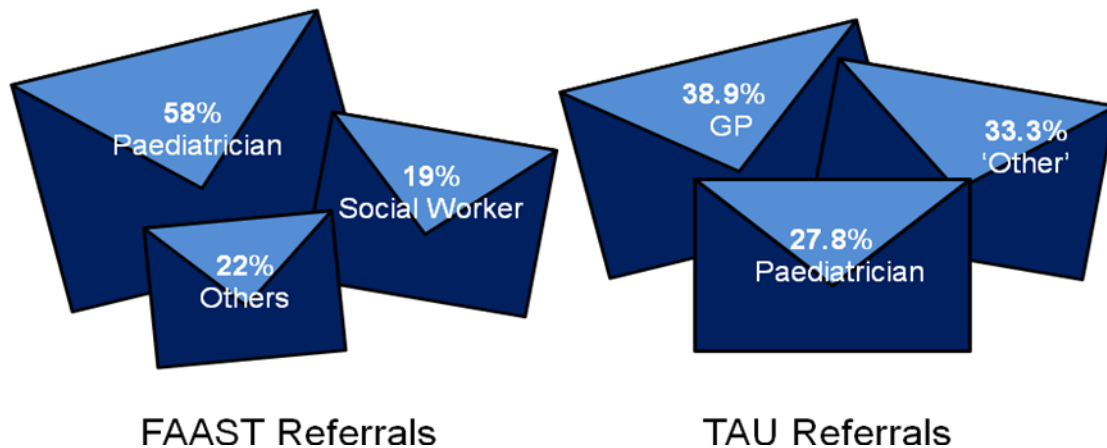 58%
Paediatrician
19%
Social Worker
22%
Others
38.9%
GP
33.3%
‘Other’
27.8%
Paediatrician
FAAST Referrals
TAU Referrals